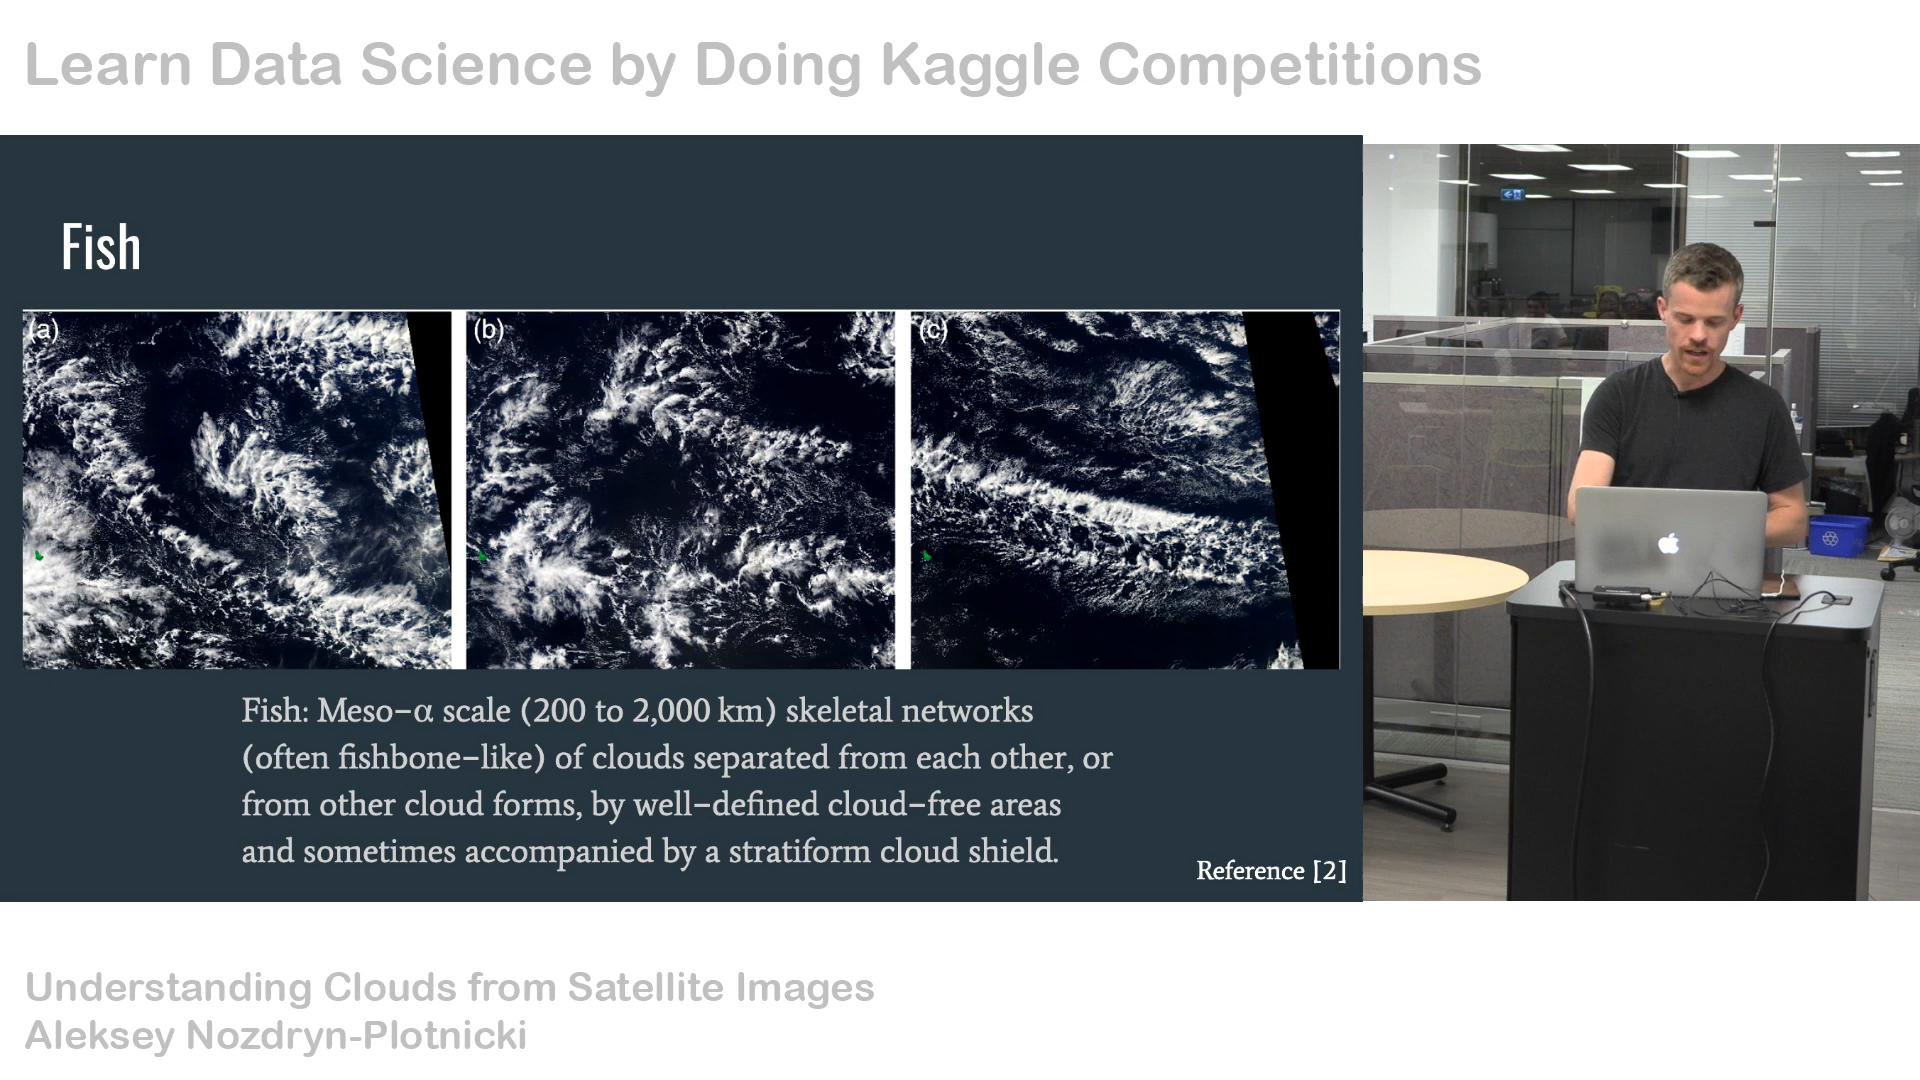 Learn Data Science by Doing Kaggle Competitions
Fish
(a)
(b)
(c)
Fish: Meso–α scale (200 to 2,000 km) skeletal networks
(often fishbone–like) of clouds separated from each other, or
from other cloud forms, by well–defined cloud–free areas
and sometimes accompanied by a stratiform cloud shield.
Reference [2]
Understanding Clouds from Satellite Images
Aleksey Nozdryn-Plotnicki